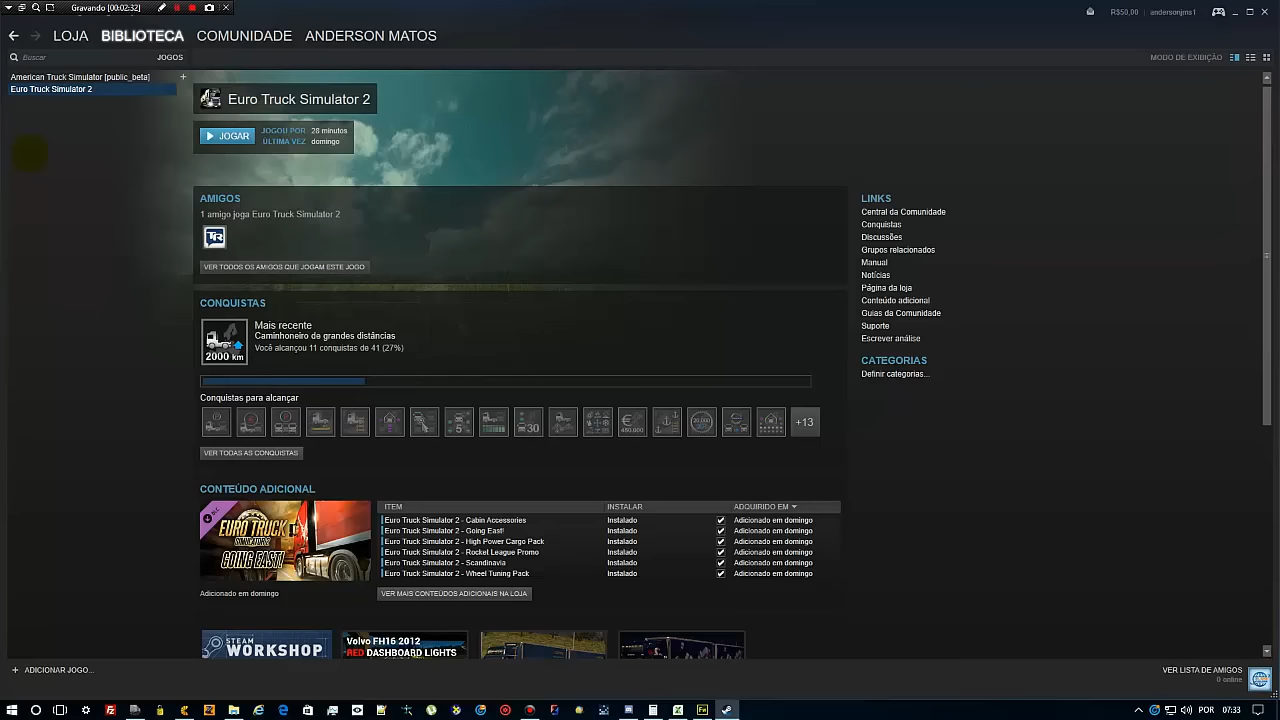 Gravando [00:02:32]
R$50,00 andersonjms1
LOJA BIBLIOTECA COMUNIDADE ANDERSON MATOS
Buscar JOGOS
MODO DE EXIBIÇÃO
American Truck Simulator [public_beta] +
Euro Truck Simulator 2
Euro Truck Simulator 2
JOGAR
JOGOU POR 28 minutos
ÚLTIMA VEZ domingo
AMIGOS
1 amigo joga Euro Truck Simulator 2
TR
VER TODOS OS AMIGOS QUE JOGAM ESTE JOGO
LINKS
Central da Comunidade
Conquistas
Discussões
Grupos relacionados
Manual
Notícias
Página da loja
Conteúdo adicional
Guias da Comunidade
Suporte
Escrever análise
CATEGORIAS
Definir categorias...
CONQUISTAS
Mais recente
Caminhoneiro de grandes distâncias
Você alcançou 11 conquistas de 41 (27%)
2000 km
Conquistas para alcançar
+13
VER TODAS AS CONQUISTAS
CONTEÚDO ADICIONAL
DLC
EURO TRUCK
SIMULATOR 2
GOING EAST!
Adicionado em domingo
ITEM INSTALAR ADQUIRIDO EM
Euro Truck Simulator 2 - Cabin Accessories Instalado Adicionado em domingo
Euro Truck Simulator 2 - Going East! Instalado Adicionado em domingo
Euro Truck Simulator 2 - High Power Cargo Pack Instalado Adicionado em domingo
Euro Truck Simulator 2 - Rocket League Promo Instalado Adicionado em domingo
Euro Truck Simulator 2 - Scandinavia Instalado Adicionado em domingo
Euro Truck Simulator 2 - Wheel Tuning Pack Instalado Adicionado em domingo
VER MAIS CONTEÚDOS ADICIONAIS NA LOJA
STEAM
WORKSHOP
Volvo FH16 2012
RED DASHBOARD LIGHTS
+ ADICIONAR JOGO...
VER LISTA DE AMIGOS
0 online
POR 07:33